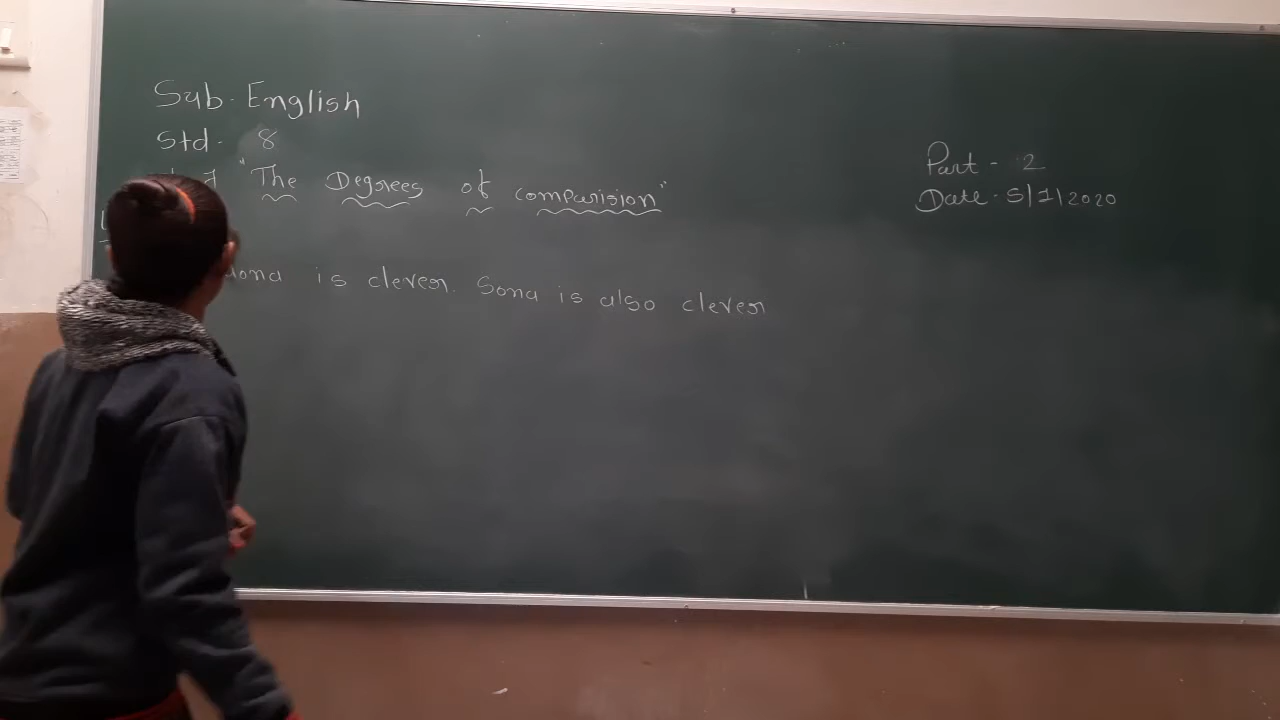 Sub. English
Std. 8
"The Degrees of comparision"
Part - 2
Date. 5/1/2020
is clever. Sona is also clever